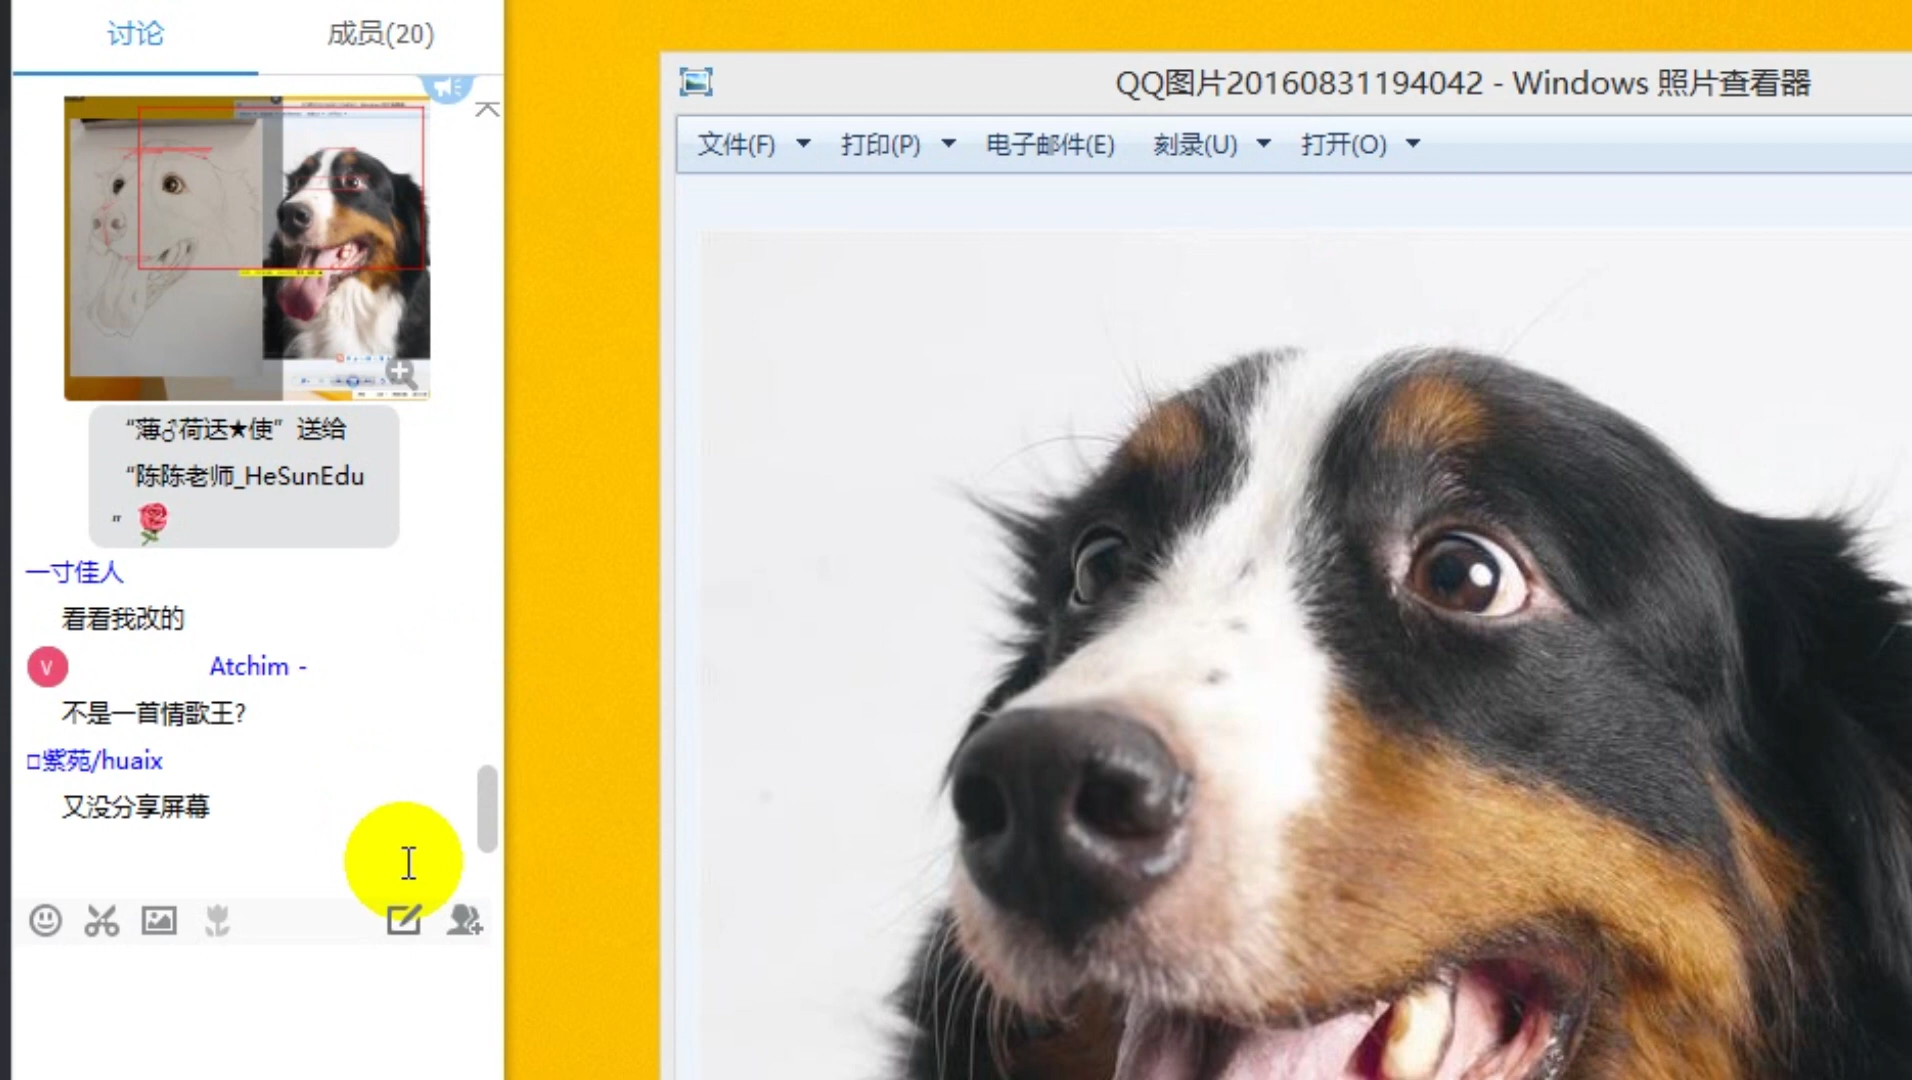 讨论
成员(20)
“薄♂荷迗★使”送给
“陈陈老师_HeSunEdu
”
一寸佳人
看看我改的
V
Atchim -
不是一首情歌王?
□紫苑/huaix
又没分享屏幕
QQ图片20160831194042 - Windows 照片查看器
文件(F) 打印(P) 电子邮件(E) 刻录(U) 打开(O)